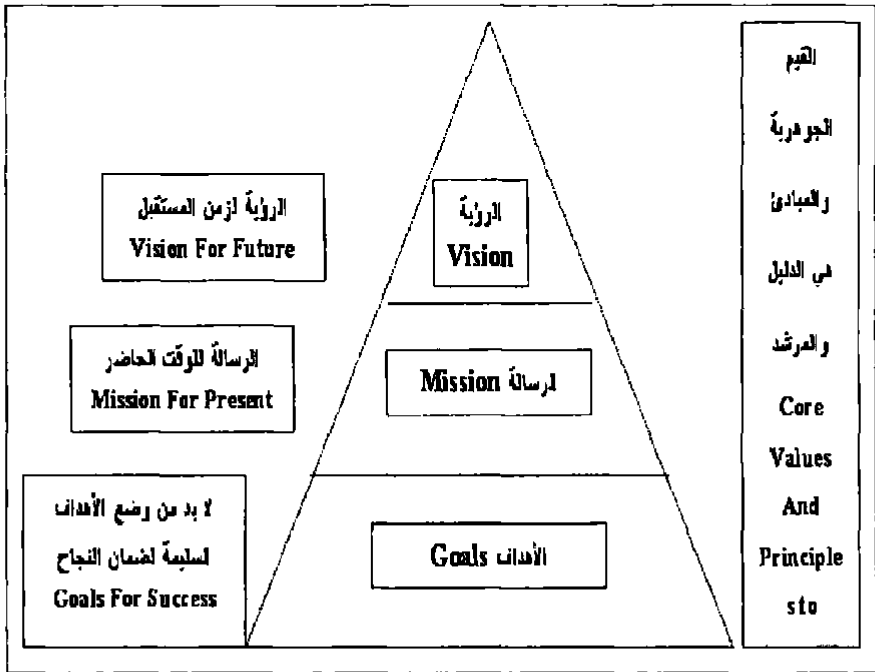 الرؤية لزمن المستقبل
Vision For Future
الرسالة للوقت الحاضر
Mission For Present
لا بد من وضع الأهداف
لسليمة لضمان النجاح
Goals For Success
الرؤية
Vision
لرسالة Mission
الأهداف Goals
القيم
الجوهرية
والمبادئ
هي الدليل
والمرشد
Core
Values
And
Principle
sto